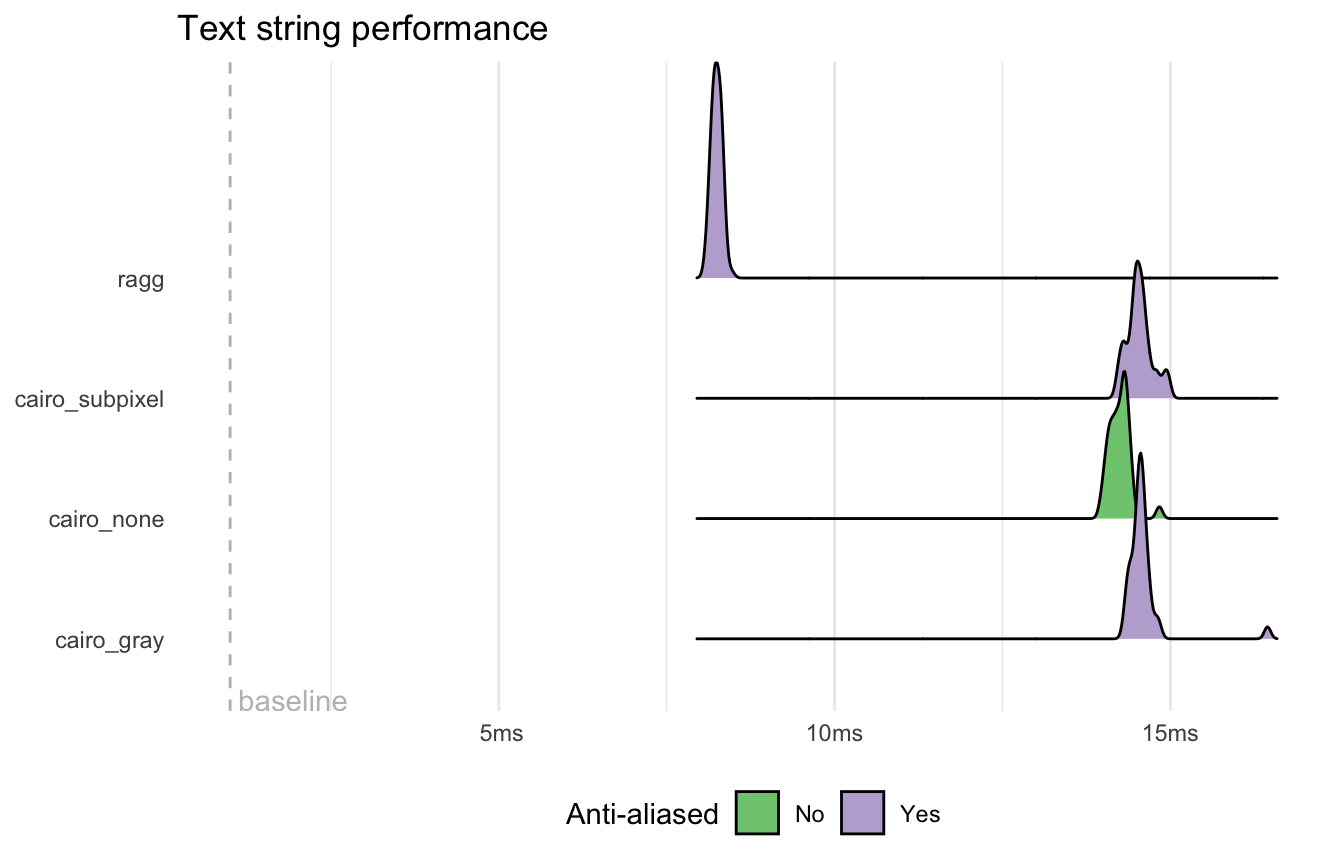 Text string performance
ragg
cairo_subpixel
cairo_none
cairo_gray
baseline
5ms 10ms 15ms
Anti-aliased No Yes